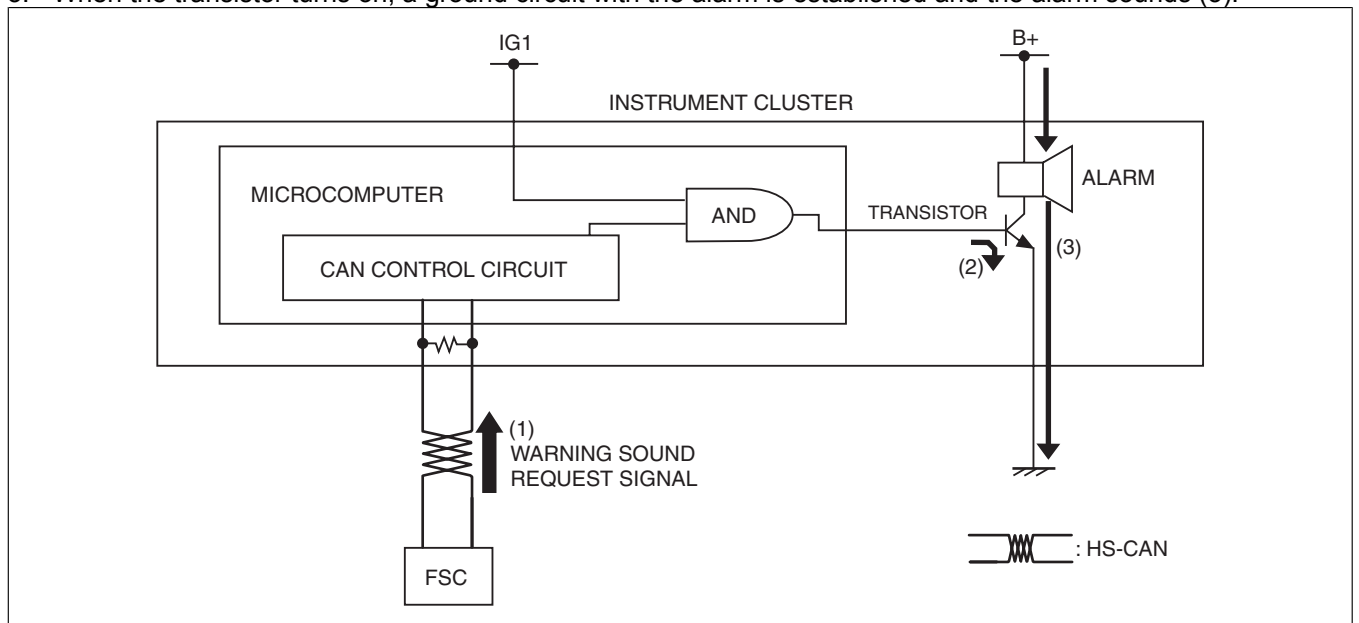 3. When the transistor turns on, a ground circuit with the alarm is established and the alarm sounds (3).
IG1
B+
INSTRUMENT CLUSTER
MICROCOMPUTER
AND
TRANSISTOR
ALARM
CAN CONTROL CIRCUIT
(2)
(3)
(1)
WARNING SOUND
REQUEST SIGNAL
FSC
: HS-CAN